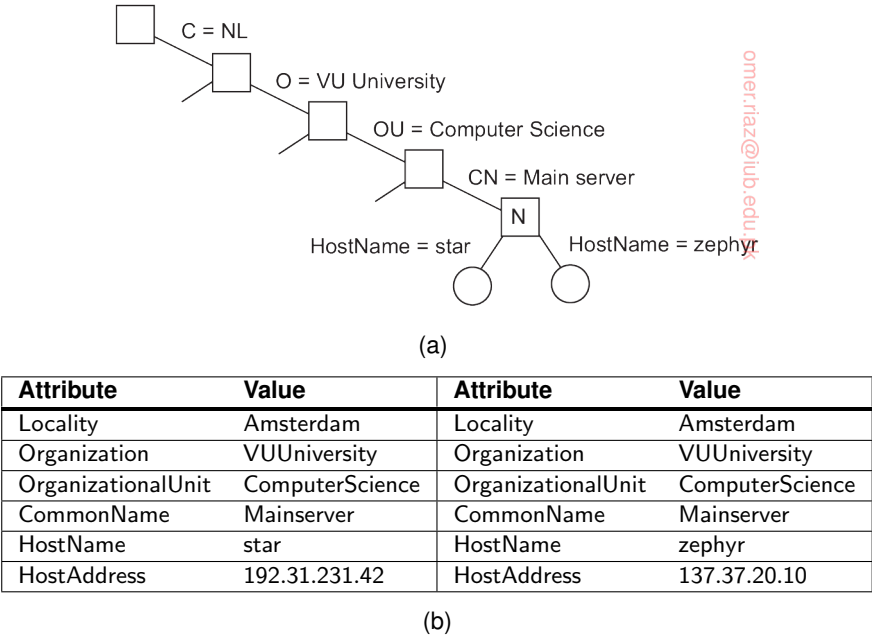 C = NL
O = VU University
OU = Computer Science
CN = Main server
N
HostName = star
HostName = zephyr
omer.riaz@iub.edu.pk
(a)
Attribute Value Attribute Value
Locality Amsterdam Locality Amsterdam
Organization VUUniversity Organization VUUniversity
OrganizationalUnit ComputerScience OrganizationalUnit ComputerScience
CommonName Mainserver CommonName Mainserver
HostName star HostName zephyr
HostAddress 192.31.231.42 HostAddress 137.37.20.10
(b)